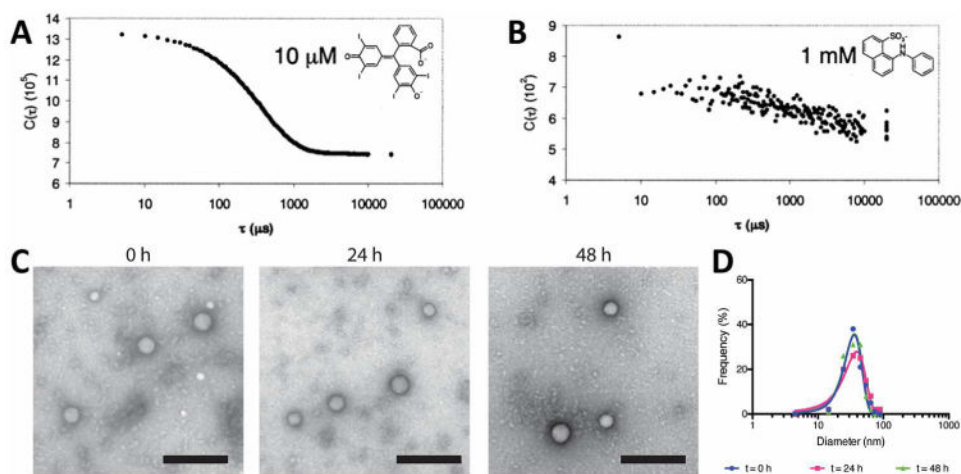 A
14
13
12
11
10
9
8
7
6
C(τ) (10⁵)
1 10 100 1000 10000 100000
τ (µs)
10 µM
I
O
I
O
O⁻
I
I
O⁻
B
9
8
7
6
5
4
C(τ) (10²)
1 10 100 1000 10000 100000
τ (µs)
1 mM
SO₃⁻
H
N
C
0 h
24 h
48 h
D
60
40
20
0
Frequency (%)
1 10 100 1000
Diameter (nm)
t = 0 h t = 24 h t = 48 h